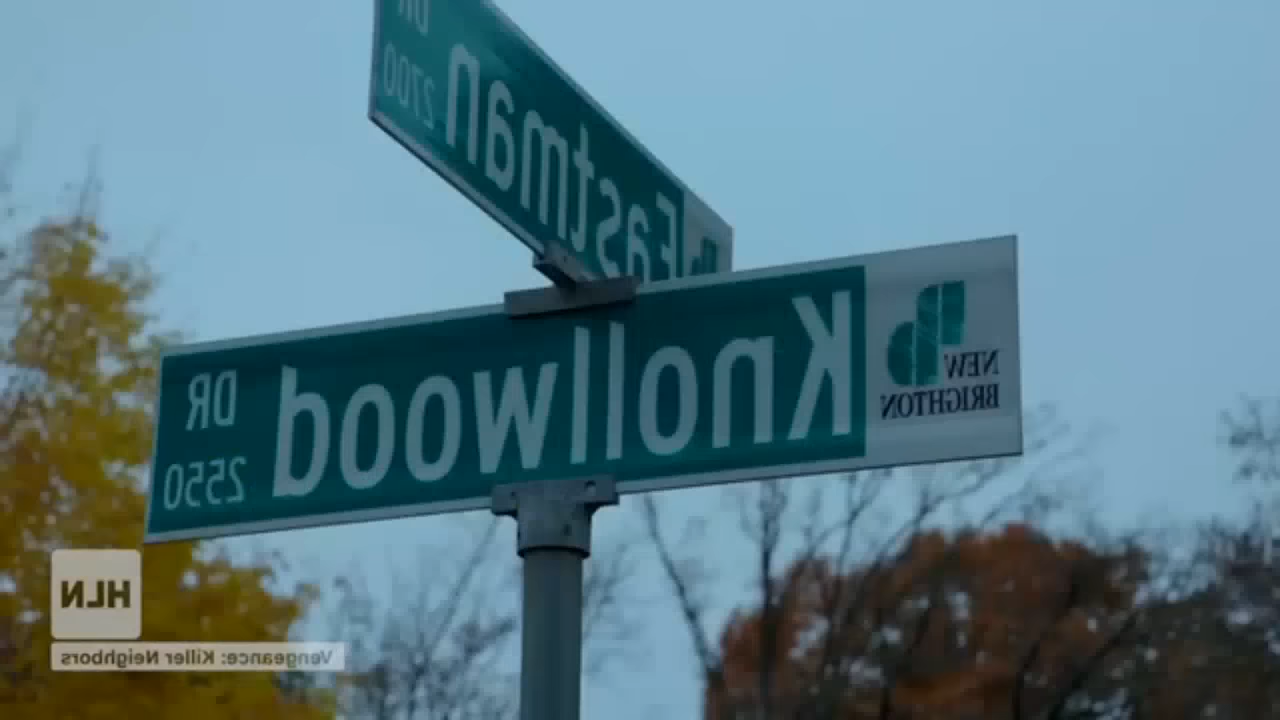 Eastman DR
2700
Knollwood DR
2550
NEW
BRIGHTON
HLN
Vengeance: Killer Neighbors